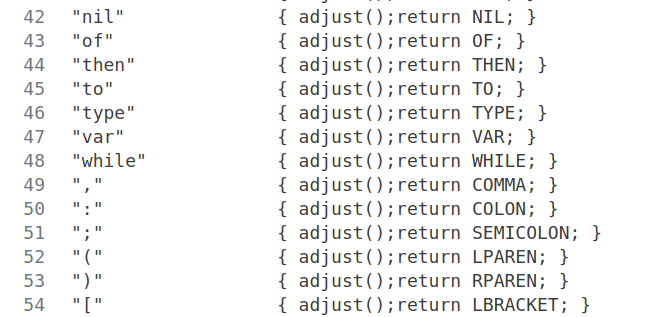 42 "nil" { adjust();return NIL; }
43 "of" { adjust();return OF; }
44 "then" { adjust();return THEN; }
45 "to" { adjust();return TO; }
46 "type" { adjust();return TYPE; }
47 "var" { adjust();return VAR; }
48 "while" { adjust();return WHILE; }
49 "," { adjust();return COMMA; }
50 ":" { adjust();return COLON; }
51 ";" { adjust();return SEMICOLON; }
52 "(" { adjust();return LPAREN; }
53 ")" { adjust();return RPAREN; }
54 "[" { adjust();return LBRACKET; }